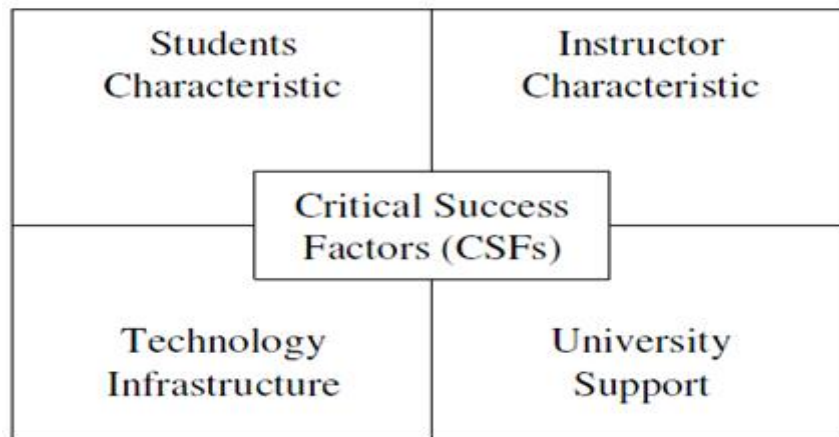 Students
Characteristic
Instructor
Characteristic
Critical Success
Factors (CSFs)
Technology
Infrastructure
University
Support